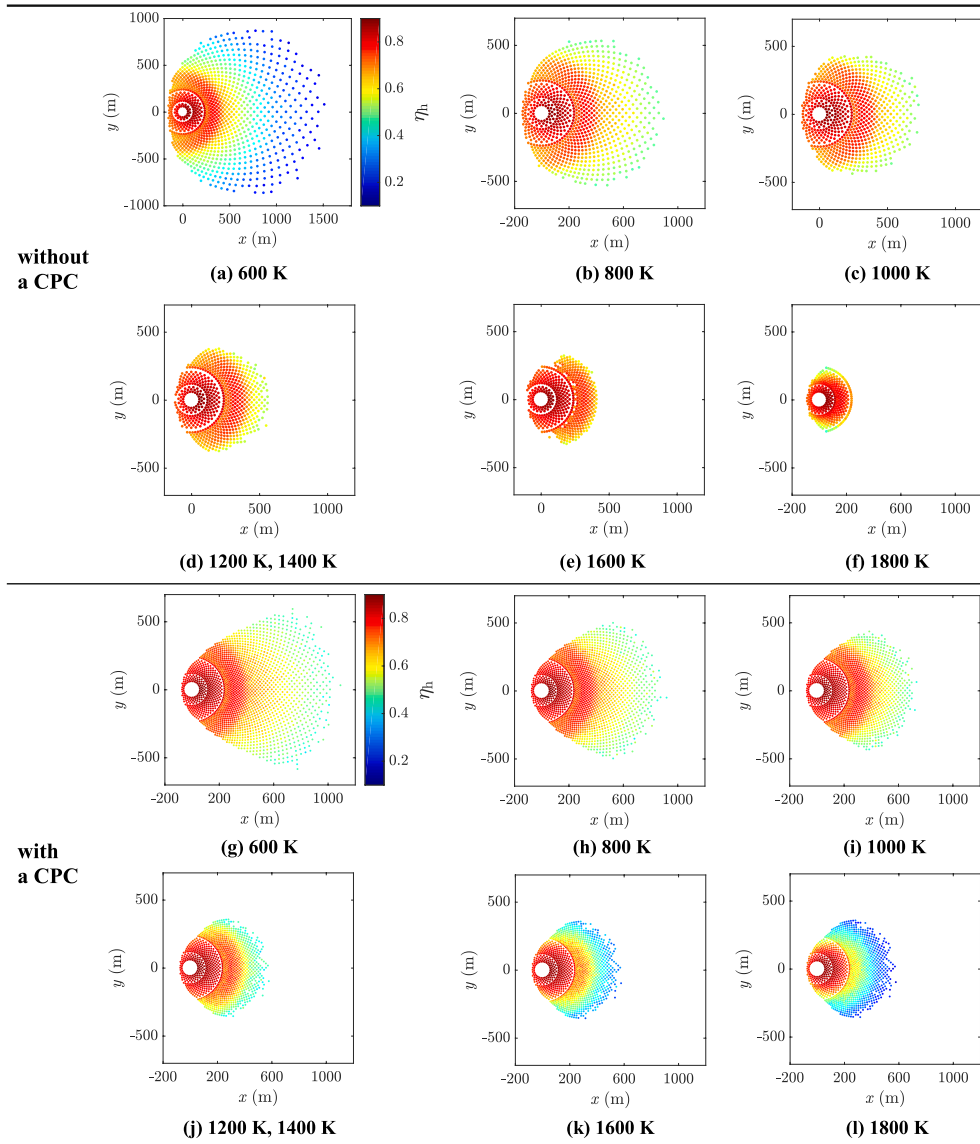 1000
500
0
-500
-1000
y (m)
0 500 1000 1500
x (m)
0.8
0.6
0.4
0.2
ηh
(a) 600 K
500
0
-500
y (m)
-200 200 600 1000
x (m)
(b) 800 K
500
0
-500
y (m)
0 500 1000
x (m)
(c) 1000 K
without
a CPC
500
0
-500
y (m)
0 500 1000
x (m)
(d) 1200 K, 1400 K
500
0
-500
y (m)
0 500 1000
x (m)
(e) 1600 K
500
0
-500
y (m)
-200 200 600 1000
x (m)
(f) 1800 K
500
0
-500
y (m)
-200 200 600 1000
x (m)
0.8
0.6
0.4
0.2
ηh
(g) 600 K
500
0
-500
y (m)
-200 200 600 1000
x (m)
(h) 800 K
500
0
-500
y (m)
-200 200 600 1000
x (m)
(i) 1000 K
with
a CPC
500
0
-500
y (m)
-200 200 600 1000
x (m)
(j) 1200 K, 1400 K
500
0
-500
y (m)
-200 200 600 1000
x (m)
(k) 1600 K
500
0
-500
y (m)
-200 200 600 1000
x (m)
(l) 1800 K